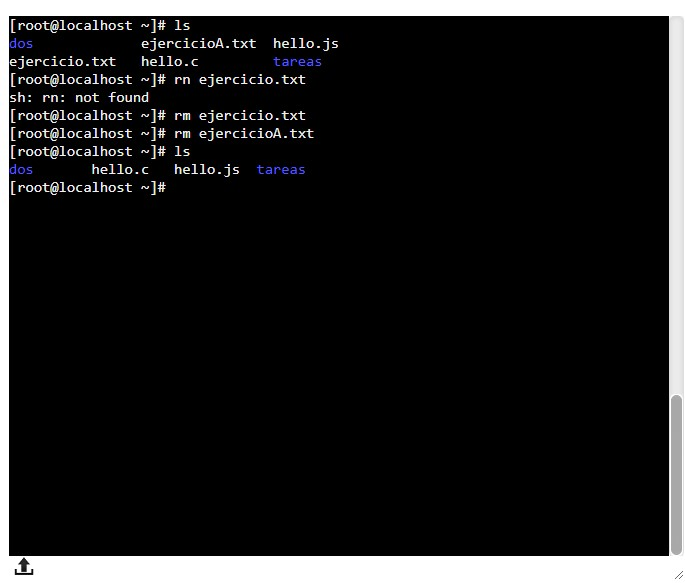 [root@localhost ~]# ls
dos             ejercicioA.txt  hello.js
ejercicio.txt   hello.c         tareas
[root@localhost ~]# rn ejercicio.txt
sh: rn: not found
[root@localhost ~]# rm ejercicio.txt
[root@localhost ~]# rm ejercicioA.txt
[root@localhost ~]# ls
dos       hello.c   hello.js  tareas
[root@localhost ~]#